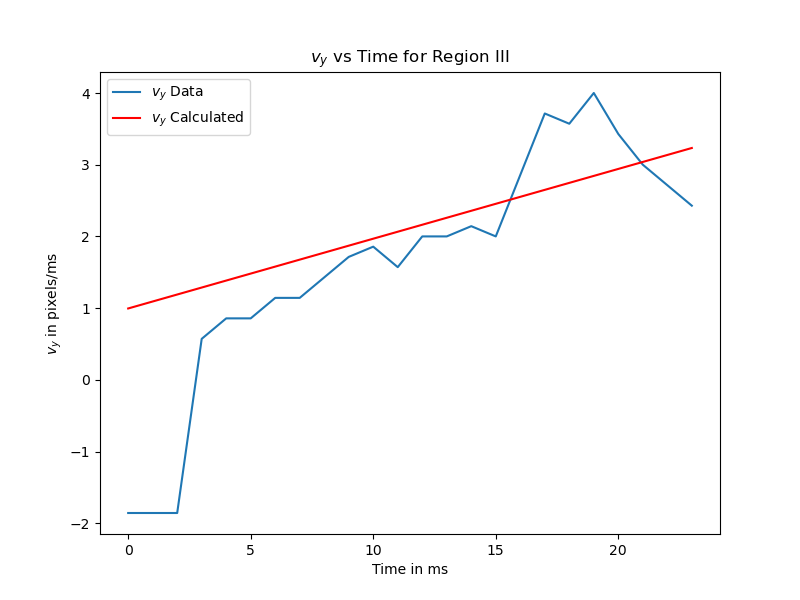 v_y vs Time for Region III
v_y Data
v_y Calculated
4
3
2
1
0
−1
−2
v_y in pixels/ms
0 5 10 15 20
Time in ms